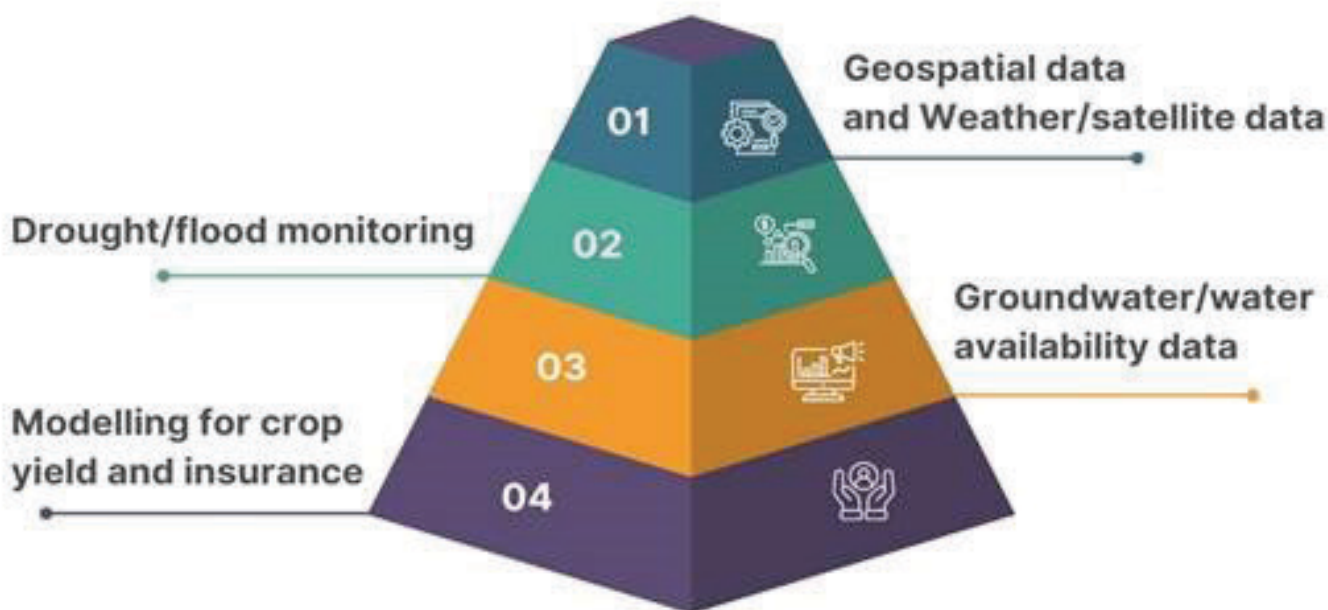 01
Geospatial data
and Weather/satellite data
02
Drought/flood monitoring
03
Groundwater/water
availability data
04
Modelling for crop
yield and insurance